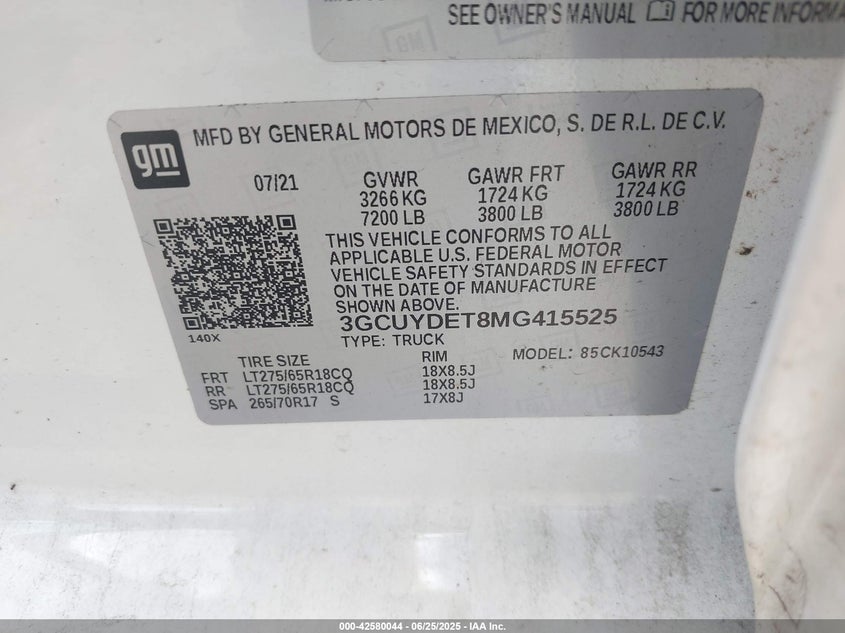 SEE OWNER'S MANUAL FOR MORE INFORMA
gm
MFD BY GENERAL MOTORS DE MEXICO, S. DE R.L. DE C.V.
07/21 GVWR GAWR FRT GAWR RR
3266 KG 1724 KG 1724 KG
7200 LB 3800 LB 3800 LB
THIS VEHICLE CONFORMS TO ALL
APPLICABLE U.S. FEDERAL MOTOR
VEHICLE SAFETY STANDARDS IN EFFECT
ON THE DATE OF MANUFACTURE
SHOWN ABOVE.
3GCUYDET8MG415525
140X
TYPE: TRUCK
MODEL: 85CK10543
TIRE SIZE RIM
FRT LT275/65R18CQ 18X8.5J
RR LT275/65R18CQ 18X8.5J
SPA 265/70R17 S 17X8J
000-42580044 / 06/25/2025 - IAA Inc.